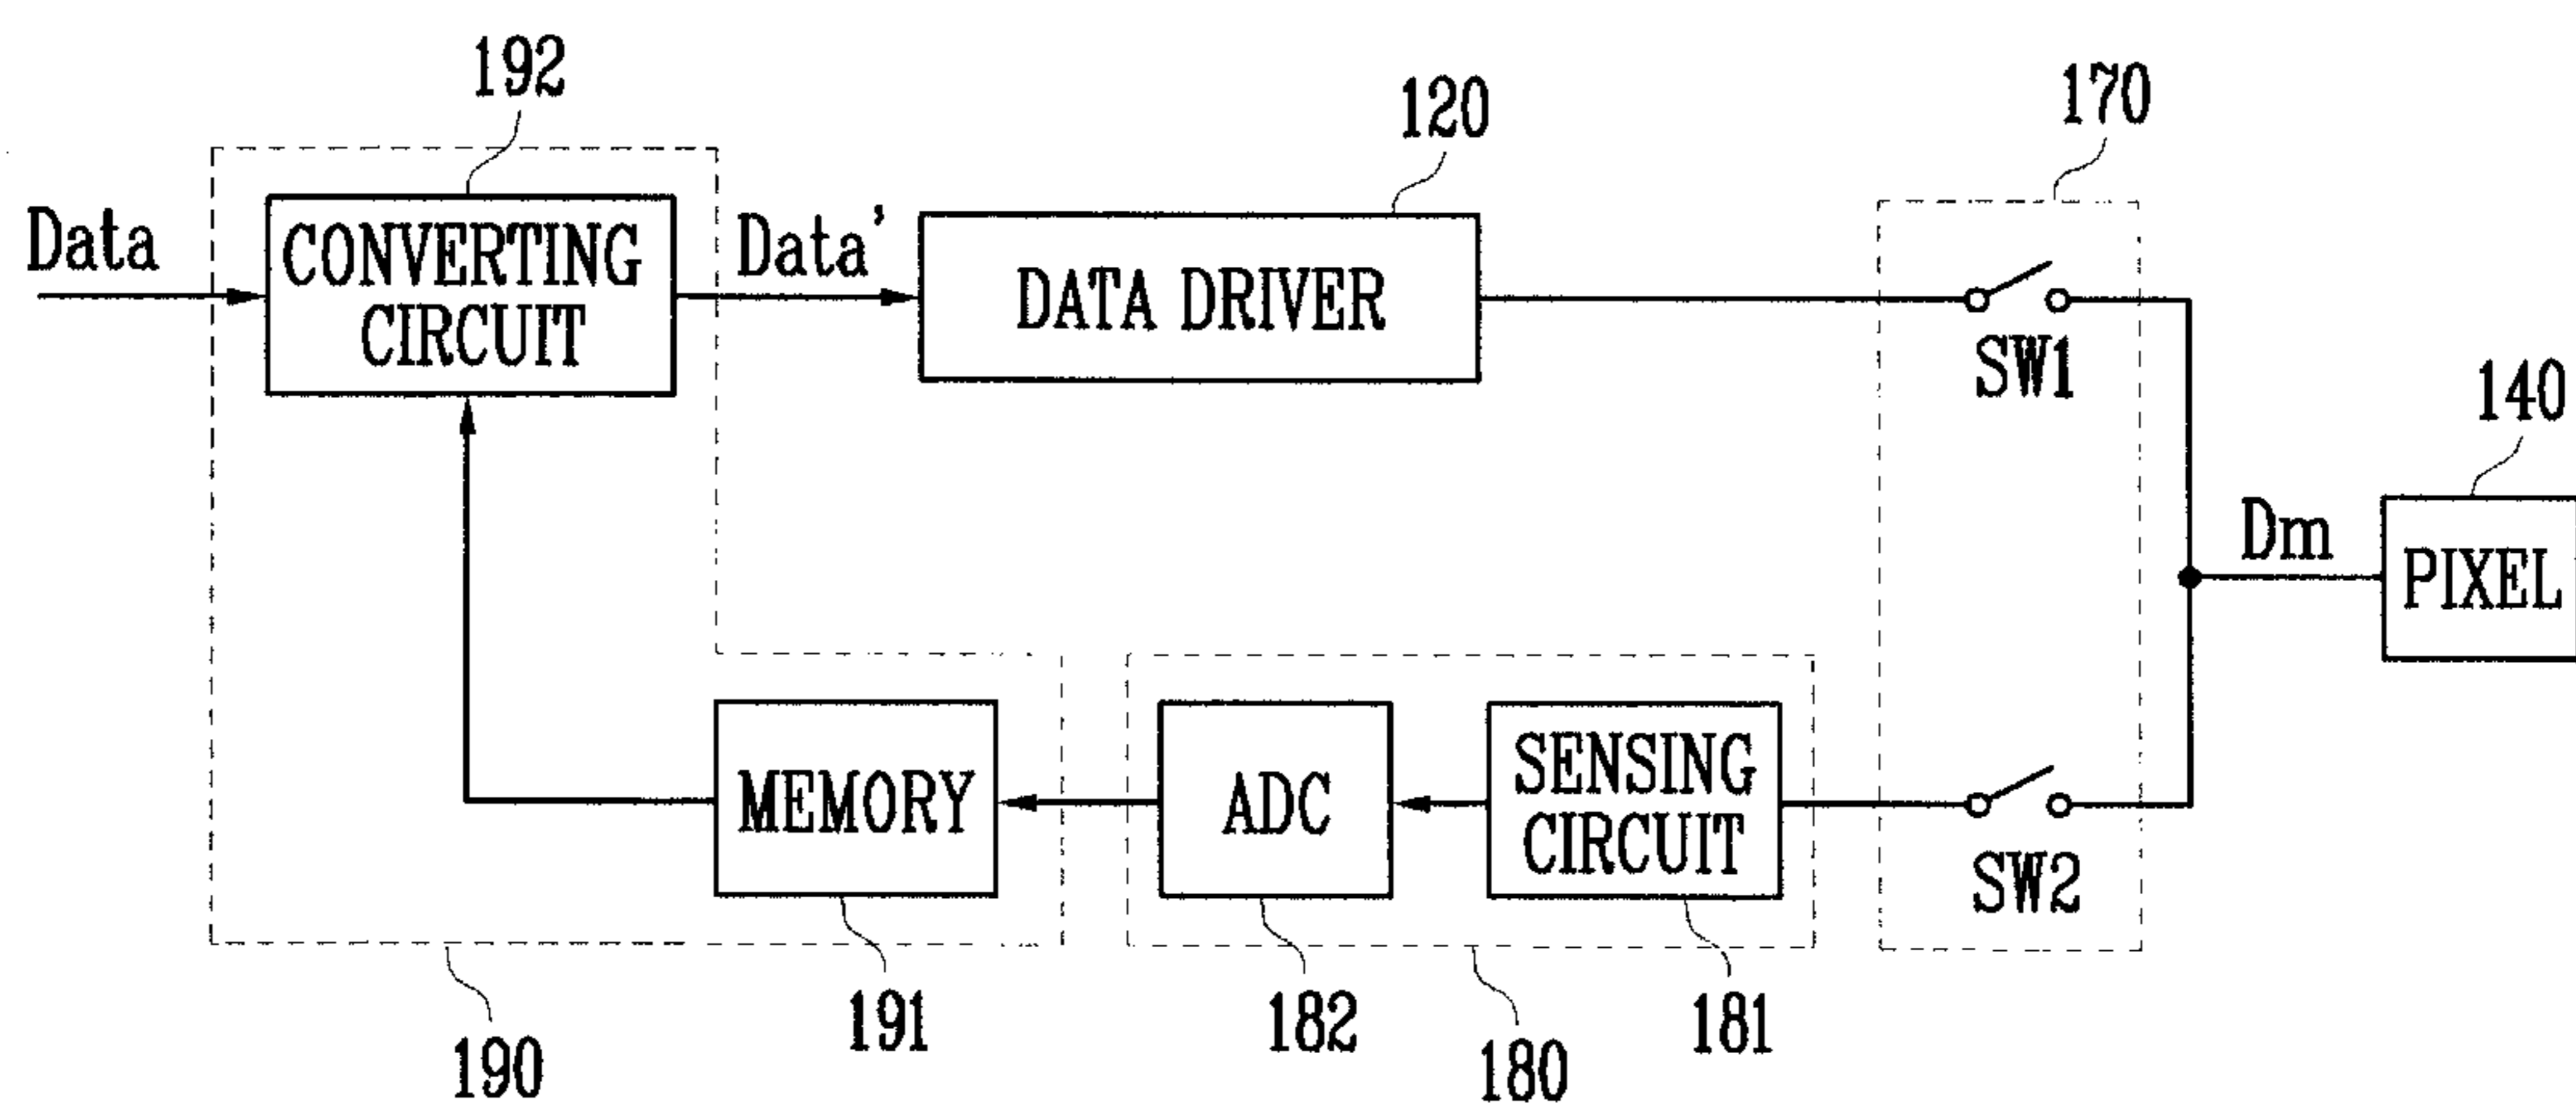 192
120
170
Data
CONVERTING
CIRCUIT
Data'
DATA DRIVER
SW1
140
Dm
PIXEL
MEMORY
ADC
SENSING
CIRCUIT
SW2
191
182
181
190
180